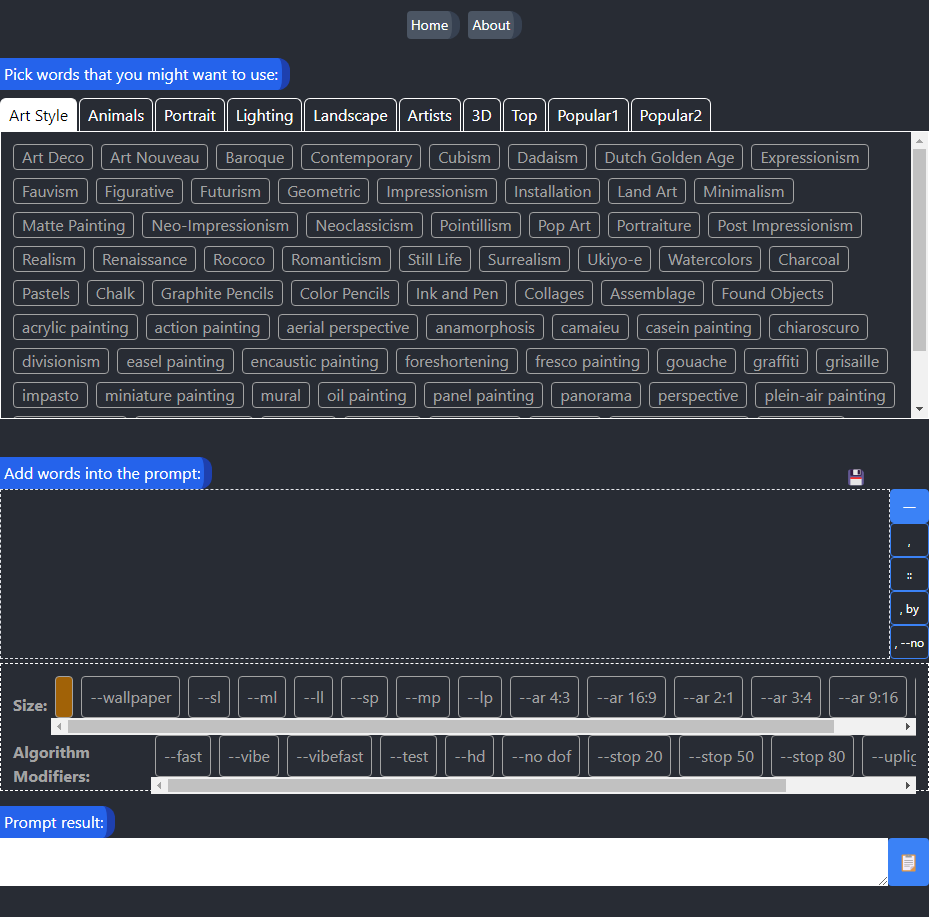 Home About
Pick words that you might want to use:
Art Style Animals Portrait Lighting Landscape Artists 3D Top Popular1 Popular2
Art Deco Art Nouveau Baroque Contemporary Cubism Dadaism Dutch Golden Age Expressionism
Fauvism Figurative Futurism Geometric Impressionism Installation Land Art Minimalism
Matte Painting Neo-Impressionism Neoclassicism Pointillism Pop Art Portraiture Post Impressionism
Realism Renaissance Rococo Romanticism Still Life Surrealism Ukiyo-e Watercolors Charcoal
Pastels Chalk Graphite Pencils Color Pencils Ink and Pen Collages Assemblage Found Objects
acrylic painting action painting aerial perspective anamorphosis camaieu casein painting chiaroscuro
divisionism easel painting encaustic painting foreshortening fresco painting gouache graffiti grisaille
impasto miniature painting mural oil painting panel painting panorama perspective plein-air painting
Add words into the prompt:
—
,
::
, by
, --no
Size: --wallpaper --sl --ml --ll --sp --mp --lp --ar 4:3 --ar 16:9 --ar 2:1 --ar 3:4 --ar 9:16
Algorithm Modifiers: --fast --vibe --vibefast --test --hd --no dof --stop 20 --stop 50 --stop 80 --uplig
Prompt result: